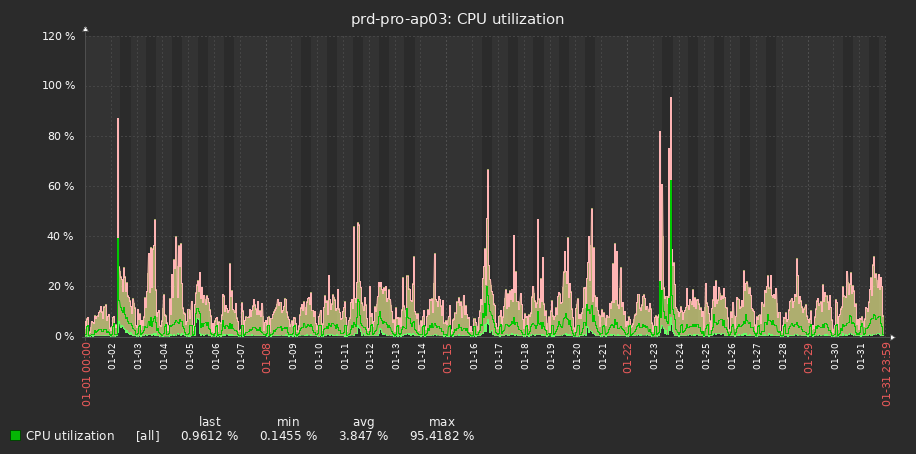 prd-pro-ap03: CPU utilization
120 %
100 %
80 %
60 %
40 %
20 %
0 %
01-01 00:00 01-02 01-03 01-04 01-05 01-06 01-07 01-08 01-09 01-10 01-11 01-12 01-13 01-14 01-15 01-16 01-17 01-18 01-19 01-20 01-21 01-22 01-23 01-24 01-25 01-26 01-27 01-28 01-29 01-30 01-31 01-31 23:59
last min avg max
CPU utilization [all] 0.9612 % 0.1455 % 3.847 % 95.4182 %